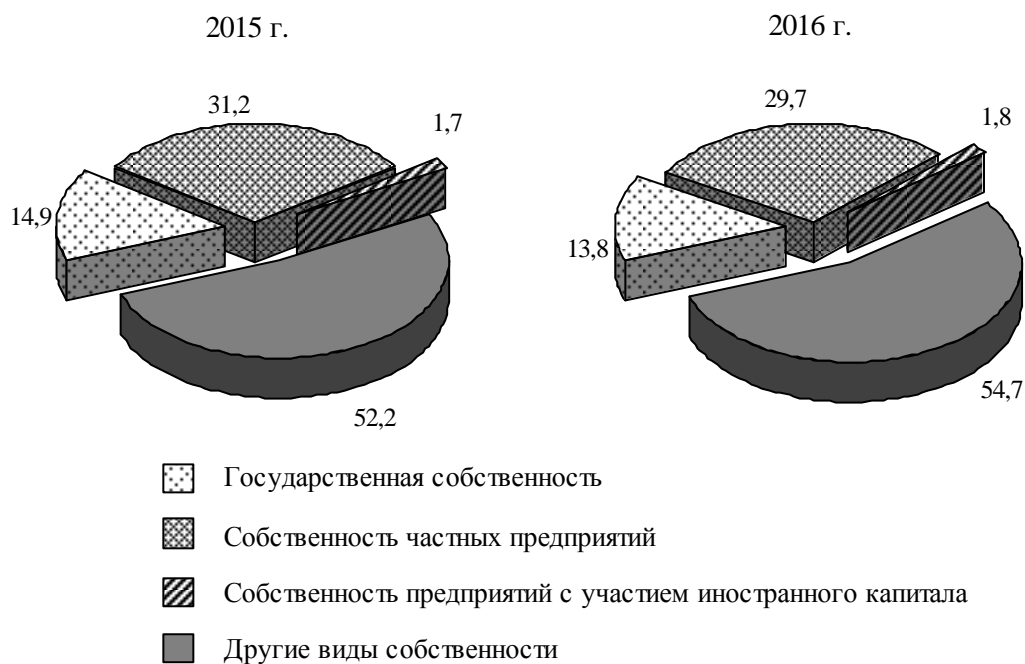 2015 г.
2016 г.
31,2
1,7
14,9
52,2
29,7
1,8
13,8
54,7
Государственная собственность
Собственность частных предприятий
Собственность предприятий с участием иностранного капитала
Другие виды собственности